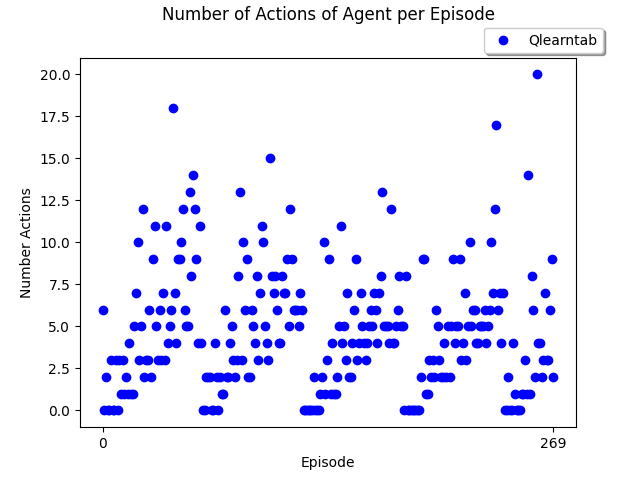 Number of Actions of Agent per Episode
Qlearntab
20.0
17.5
15.0
12.5
10.0
7.5
5.0
2.5
0.0
Number Actions
0 269
Episode